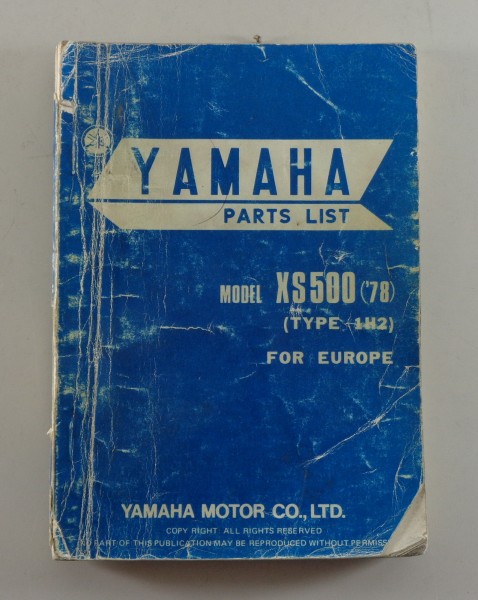 YAMAHA
PARTS LIST
MODEL XS500 ('78)
(TYPE 1H2)
FOR EUROPE
YAMAHA MOTOR CO., LTD.
COPY RIGHT ALL RIGHTS RESERVED
NO PART OF THIS PUBLICATION MAY BE REPRODUCED WITHOUT PERMISS